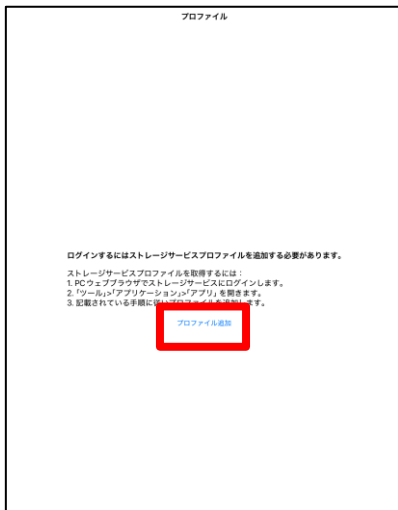 プロファイル
ログインするにはストレージサービスプロファイルを追加する必要があります。
ストレージサービスプロファイルを取得するには：
1. PCウェブブラウザでストレージサービスにログインします。
2.「ツール」>「アプリケーション」>「アプリ」を開きます。
3. 記載されている手順に従いプロファイルを追加します。
プロファイル追加